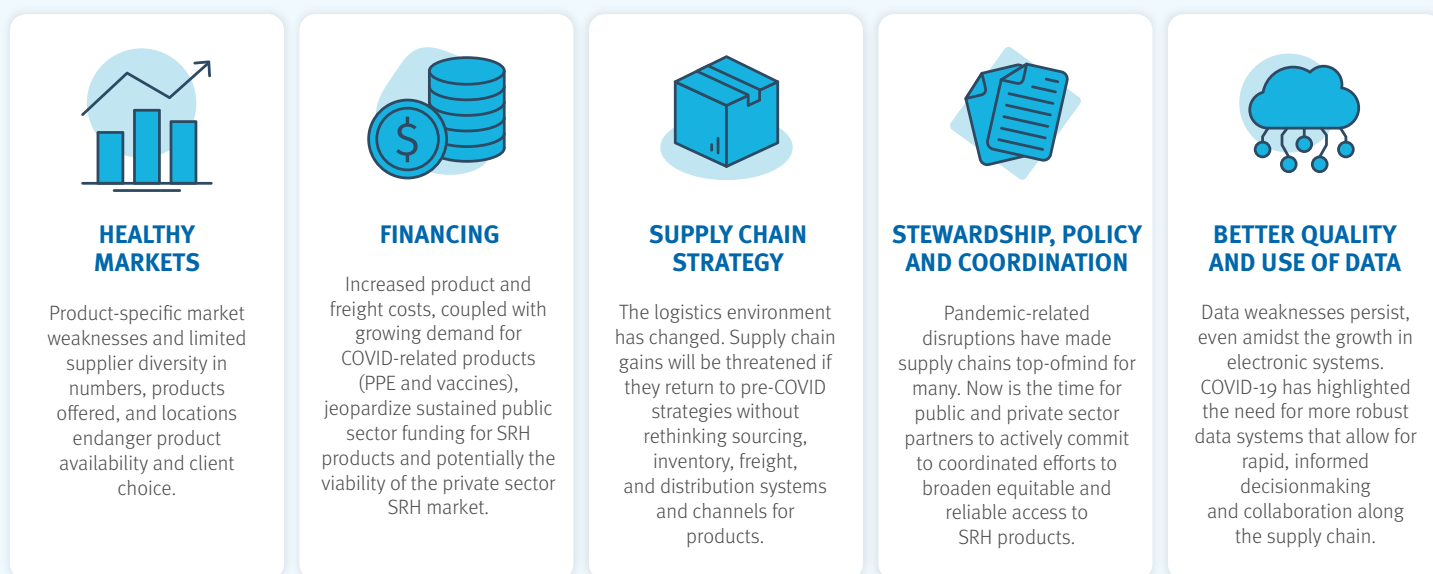 HEALTHY
MARKETS
Product-specific market
weaknesses and limited
supplier diversity in
numbers, products
offered, and locations
endanger product
availability and client
choice.
$
FINANCING
Increased product and
freight costs, coupled with
growing demand for
COVID-related products
(PPE and vaccines),
jeopardize sustained public
sector funding for SRH
products and potentially the
viability of the private sector
SRH market.
SUPPLY CHAIN
STRATEGY
The logistics environment
has changed. Supply chain
gains will be threatened if
they return to pre-COVID
strategies without
rethinking sourcing,
inventory, freight,
and distribution systems
and channels for
products.
STEWARDSHIP, POLICY
AND COORDINATION
Pandemic-related
disruptions have made
supply chains top-ofmind for
many. Now is the time for
public and private sector
partners to actively commit
to coordinated efforts to
broaden equitable and
reliable access to
SRH products.
BETTER QUALITY
AND USE OF DATA
Data weaknesses persist,
even amidst the growth in
electronic systems.
COVID-19 has highlighted
the need for more robust
data systems that allow for
rapid, informed
decisionmaking
and collaboration along
the supply chain.